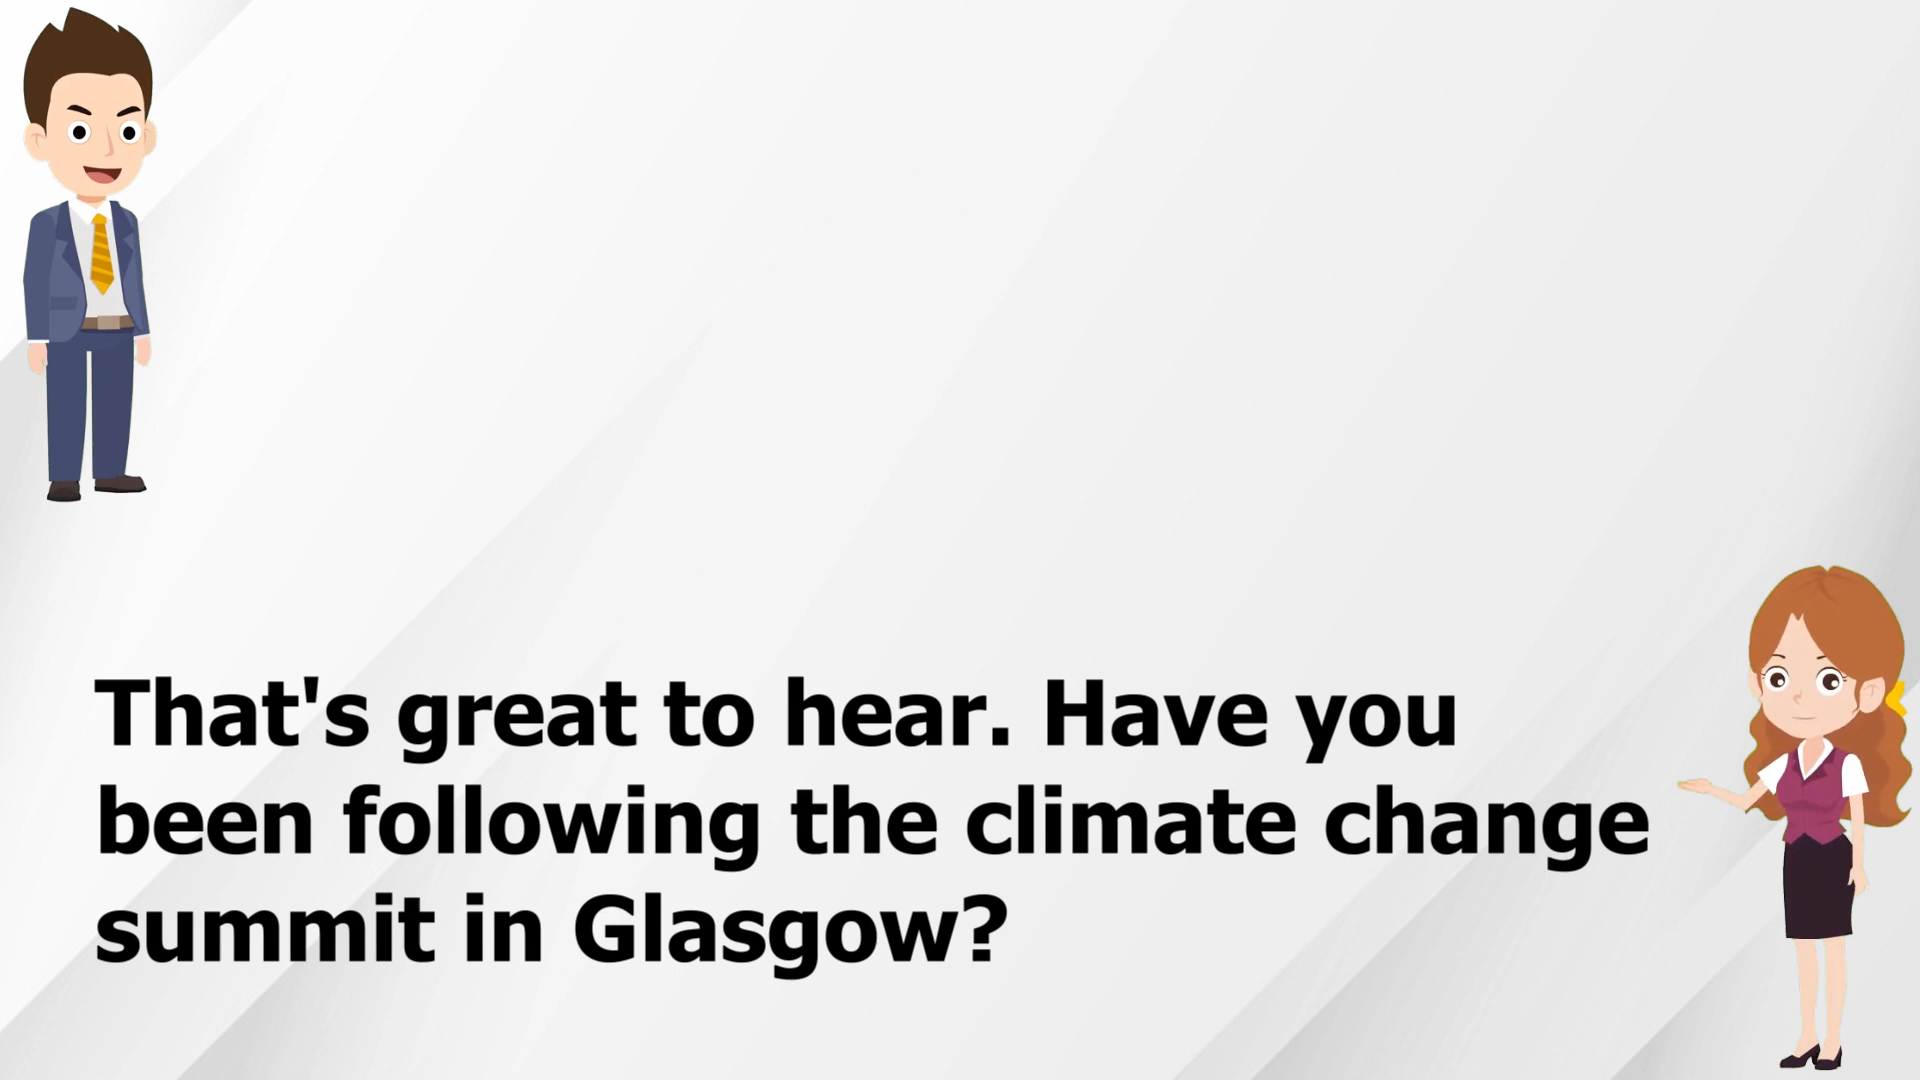 That's great to hear. Have you
been following the climate change
summit in Glasgow?